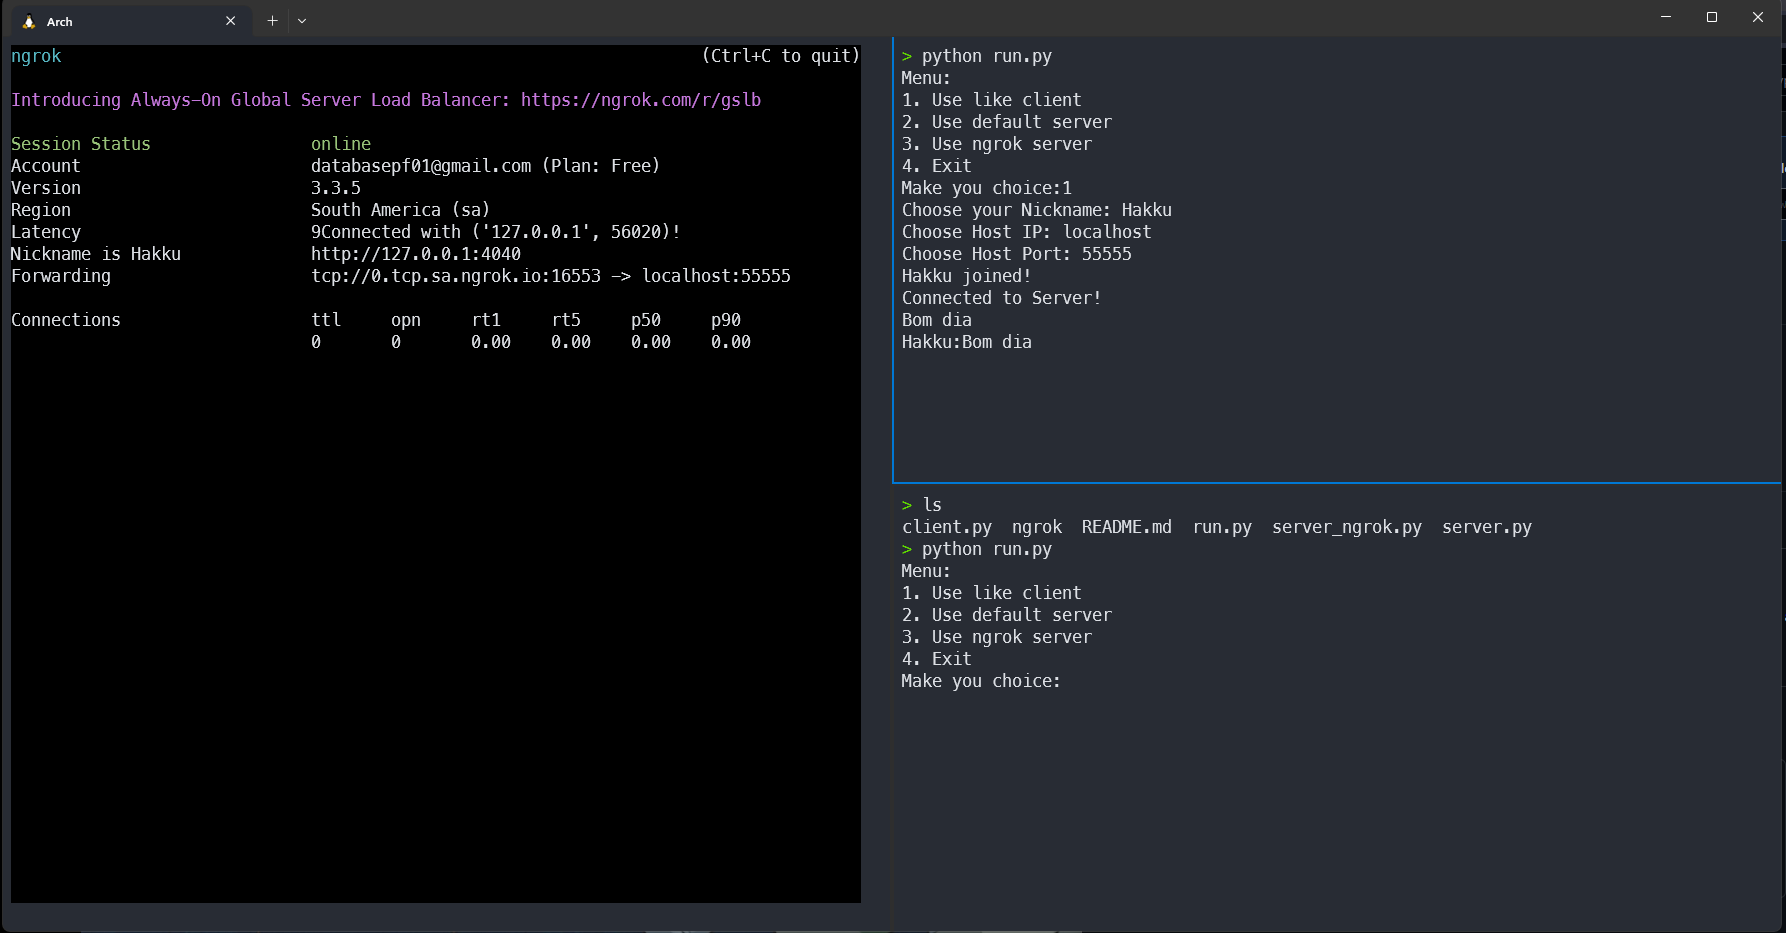 Arch
ngrok (Ctrl+C to quit)
Introducing Always-On Global Server Load Balancer: https://ngrok.com/r/gslb
Session Status online
Account databasepf01@gmail.com (Plan: Free)
Version 3.3.5
Region South America (sa)
Latency 9Connected with ('127.0.0.1', 56020)!
Nickname is Hakku http://127.0.0.1:4040
Forwarding tcp://0.tcp.sa.ngrok.io:16553 -> localhost:55555
Connections ttl opn rt1 rt5 p50 p90
0 0 0.00 0.00 0.00 0.00
> python run.py
Menu:
1. Use like client
2. Use default server
3. Use ngrok server
4. Exit
Make you choice:1
Choose your Nickname: Hakku
Choose Host IP: localhost
Choose Host Port: 55555
Hakku joined!
Connected to Server!
Bom dia
Hakku:Bom dia
> ls
client.py ngrok README.md run.py server_ngrok.py server.py
> python run.py
Menu:
1. Use like client
2. Use default server
3. Use ngrok server
4. Exit
Make you choice: